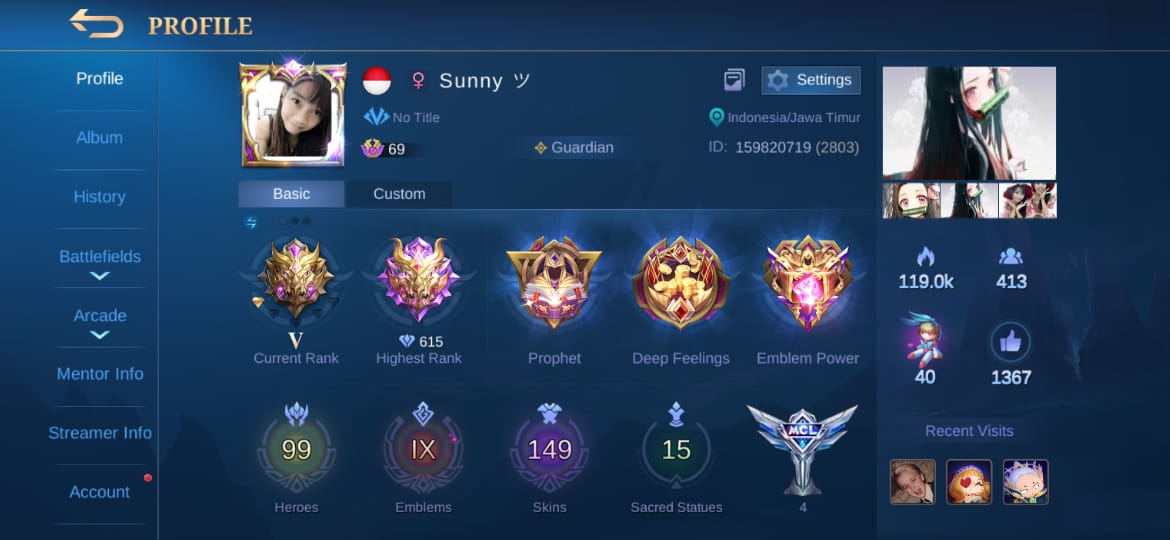 PROFILE
Profile
Album
History
Battlefields
Arcade
Mentor Info
Streamer Info
Account
Sunny ツ
Settings
No Title
Indonesia/Jawa Timur
69
Guardian
ID: 159820719 (2803)
Basic
Custom
V
Current Rank
615
Highest Rank
Prophet
Deep Feelings
Emblem Power
99
Heroes
IX
Emblems
149
Skins
15
Sacred Statues
MCL
4
119.0k
413
40
1367
Recent Visits